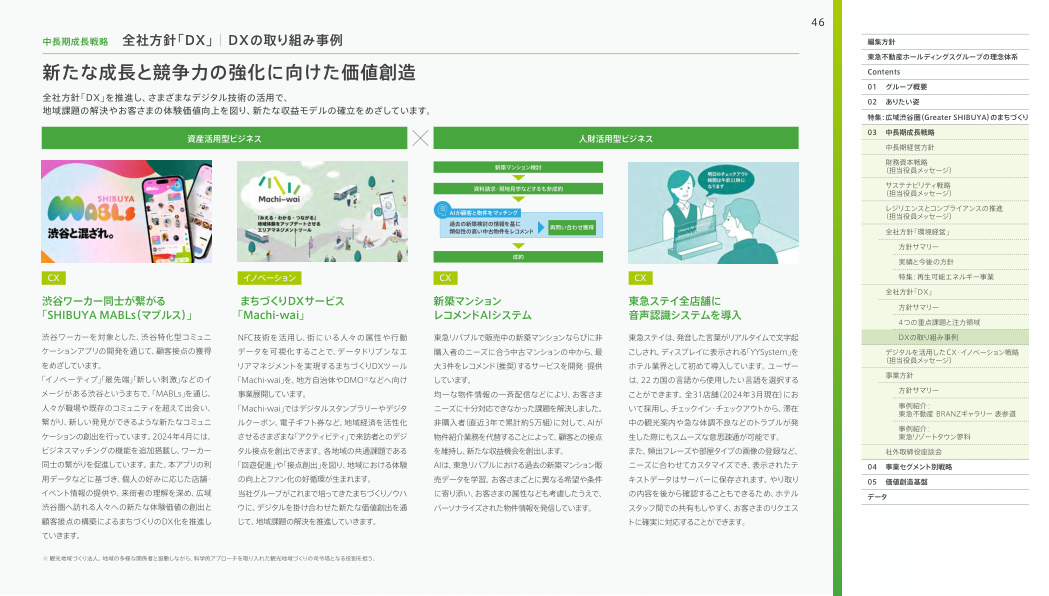 46
中長期成長戦略 全社方針「DX」｜DXの取り組み事例
新たな成長と競争力の強化に向けた価値創造
全社方針「DX」を推進し、さまざまなデジタル技術の活用で、
地域課題の解決やお客さまの体験価値向上を図り、新たな収益モデルの確立をめざしています。
資産活用型ビジネス
人財活用型ビジネス
SHIBUYA
MABLs
渋谷と混ざれ。
CX
渋谷ワーカー同士が繋がる
「SHIBUYA MABLs（マブルス）」
渋谷ワーカーを対象とした、渋谷特化型コミュニ
ケーションアプリの開発を通じて、顧客接点の獲得
をめざしています。
「イノベーティブ」「最先端」「新しい刺激」などのイ
メージがある渋谷というまちで、「MABLs」を通じ、
人々が職場や既存のコミュニティを超えて出会い、
繋がり、新しい発見ができるような新たなコミュニ
ケーションの創出を行っています。2024年4月には、
ビジネスマッチングの機能を追加搭載し、ワーカー
同士の繋がりを促進しています。また、本アプリの利
用データなどに基づき、個人の好みに応じた店舗・
イベント情報の提供や、来街者の理解を深め、広域
渋谷圏へ訪れる人々への新たな体験価値の創出と
顧客接点の構築によるまちづくりのDX化を推進し
ていきます。
Machi-wai
「みえる・わかる・つながる」
地域体験をアップデートさせる
エリアマネジメントツール
イノベーション
まちづくりDXサービス
「Machi-wai」
NFC技術を活用し、街にいる人々の属性や行動
データを可視化することで、データドリブンなエ
リアマネジメントを実現するまちづくりDXツール
「Machi-wai」を、地方自治体やDMO※などへ向け
事業展開しています。
「Machi-wai」ではデジタルスタンプラリーやデジタ
ルクーポン、電子ギフト券など、地域経済を活性化
させるさまざまな「アクティビティ」で来訪者とのデジ
タル接点を創出できます。各地域の共通課題である
「回遊促進」や「接点創出」を図り、地域における体験
の向上とファン化の好循環が生まれます。
当社グループがこれまで培ってきたまちづくりノウハ
ウに、デジタルを掛け合わせた新たな価値創出を通
じて、地域課題の解決を推進していきます。
新築マンション検討
資料請求・現地見学などするも非成約
AIが顧客と物件をマッチング
過去の新築検討の情報を基に
類似性の高い中古物件をレコメンド
再問い合わせ獲得
成約
CX
新築マンション
レコメンドAIシステム
東急リバブルで販売中の新築マンションならびに非
購入者のニーズに合う中古マンションの中から、最
大3件をレコメンド（推奨）するサービスを開発・提供
しています。
均一な物件情報の一斉配信などにより、お客さま
ニーズに十分対応できなかった課題を解決しました。
非購入者（直近3年で累計約5万組）に対して、AIが
物件紹介業務を代替することによって、顧客との接点
を維持し、新たな収益機会を創出します。
AIは、東急リバブルにおける過去の新築マンション販
売データを学習。お客さまごとに異なる希望や条件
に寄り添い、お客さまの属性なども考慮したうえで、
パーソナライズされた物件情報を発信しています。
明日のチェックアウト
時間は午前11時に
なります
CX
東急ステイ全店舗に
音声認識システムを導入
東急ステイは、発音した言葉がリアルタイムで文字起
こしされ、ディスプレイに表示される「YYSystem」を
ホテル業界として初めて導入しています。ユーザー
は、22 カ国の言語から使用したい言語を選択する
ことができます。全31店舗（2024年3月現在）にお
いて採用し、チェックイン・チェックアウトから、滞在
中の観光案内や急な体調不良などのトラブルが発
生した際にもスムーズな意思疎通が可能です。
また、頻出フレーズや部屋タイプの画像の登録など、
ニーズに合わせてカスタマイズでき、表示されたテ
キストデータはサーバーに保存されます。やり取り
の内容を後から確認することもできるため、ホテル
スタッフ間での共有もしやすく、お客さまのリクエス
トに確実に対応することができます。
※ 観光地域づくり法人。地域の多様な関係者と協働しながら、科学的アプローチを取り入れた観光地域づくりの司令塔となる役割を担う。
編集方針
東急不動産ホールディングスグループの理念体系
Contents
01 グループ概要
02 ありたい姿
特集：広域渋谷圏（Greater SHIBUYA）のまちづくり
03 中長期成長戦略
中長期経営方針
財務資本戦略
（担当役員メッセージ）
サステナビリティ戦略
（担当役員メッセージ）
レジリエンスとコンプライアンスの推進
（担当役員メッセージ）
全社方針「環境経営」
方針サマリー
実績と今後の方針
特集：再生可能エネルギー事業
全社方針「DX」
方針サマリー
4つの重点課題と注力領域
DXの取り組み事例
デジタルを活用したCX・イノベーション戦略
（担当役員メッセージ）
事業方針
方針サマリー
事例紹介：
東急不動産 BRANZギャラリー 表参道
事例紹介：
東急リゾートタウン蓼科
社外取締役座談会
04 事業セグメント別戦略
05 価値創造基盤
データ